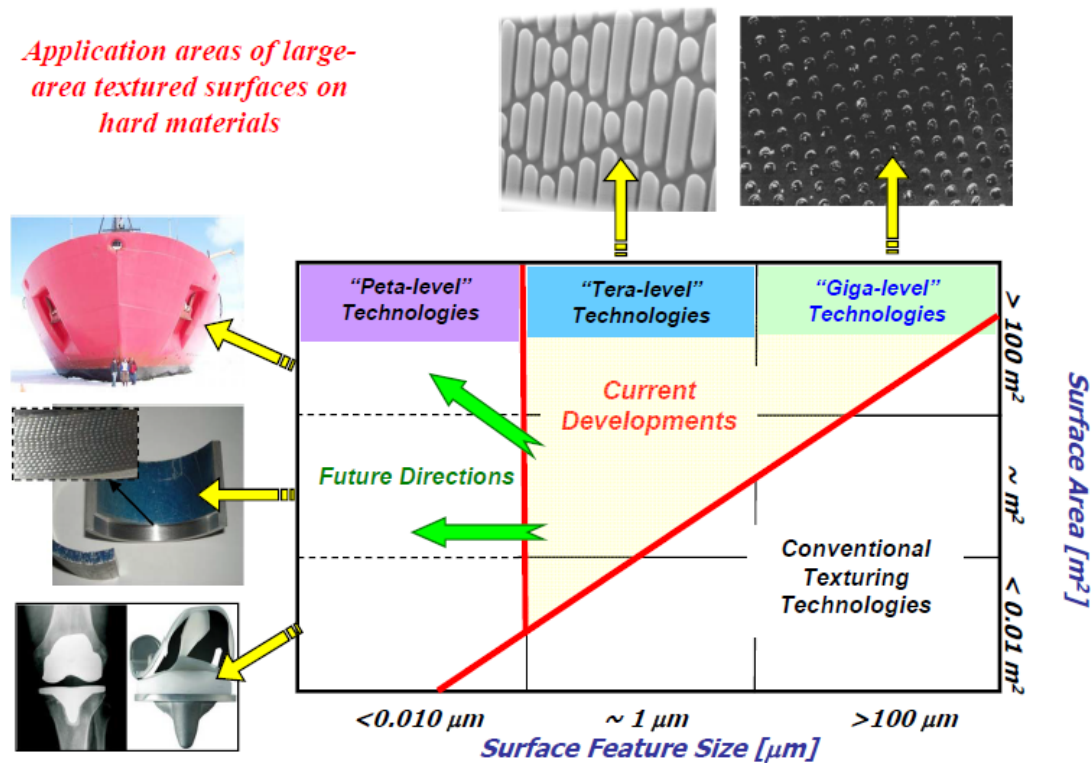 Application areas of large-
area textured surfaces on
hard materials
“Peta-level”
Technologies
“Tera-level”
Technologies
“Giga-level”
Technologies
Current
Developments
Future Directions
Conventional
Texturing
Technologies
> 100 m²
~ m²
< 0.01 m²
Surface Area [m²]
<0.010 µm
~ 1 µm
>100 µm
Surface Feature Size [µm]